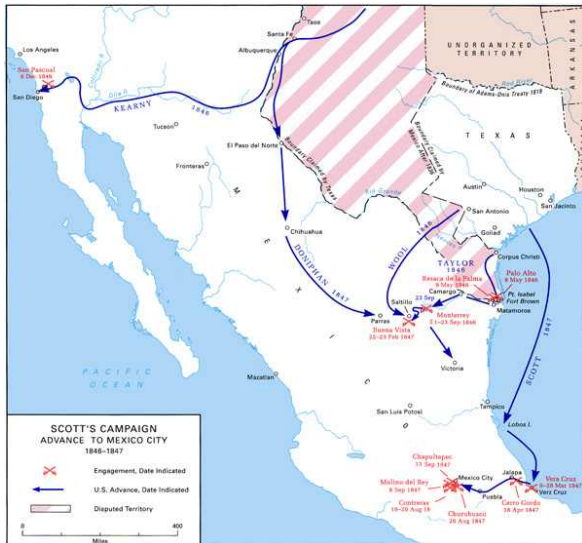 Taos
Santa Fe
Albuquerque
UNORGANIZED
TERRITORY
ARKANSAS
Los Angeles
San Pascual
6 Dec 1846
San Diego
Gila R
KEARNY
1846
Red River
Boundary of Adams-Onis Treaty 1819
Tucson
TEXAS
El Paso del Norte
Boundary Claimed by Texas
Boundary Claimed by
Mexico After 1836
Fronteras
Rio Grande
Austin
Houston
San Jacinto
San Antonio
Goliad
Chihuahua
MEXICO
DONIPHAN 1847
WOOL 1846
TAYLOR
1846
Corpus Christi
Resaca de la Palma
9 May 1846
Palo Alto
8 May 1846
Pt. Isabel
Fort Brown
Matamoros
Camargo
23 Sep
Saltillo
Monterrey
21-23 Sep 1846
Parras
Buena Vista
22-23 Feb 1847
SCOTT 1847
PACIFIC
OCEAN
Mazatlan
Victoria
San Luis Potosi
Tampico
Lobos I.
SCOTT'S CAMPAIGN
ADVANCE TO MEXICO CITY
1846-1847
Engagement, Date Indicated
U.S. Advance, Date Indicated
Disputed Territory
0
400
Miles
Chapultepec
13 Sep 1847
Molino del Rey
8 Sep 1847
Contreras
19-20 Aug 18
Churubusco
20 Aug 1847
Mexico City
Puebla
Jalapa
Cerro Gordo
18 Apr 1847
Vera Cruz
9-28 Mar 1847
Verz Cruz